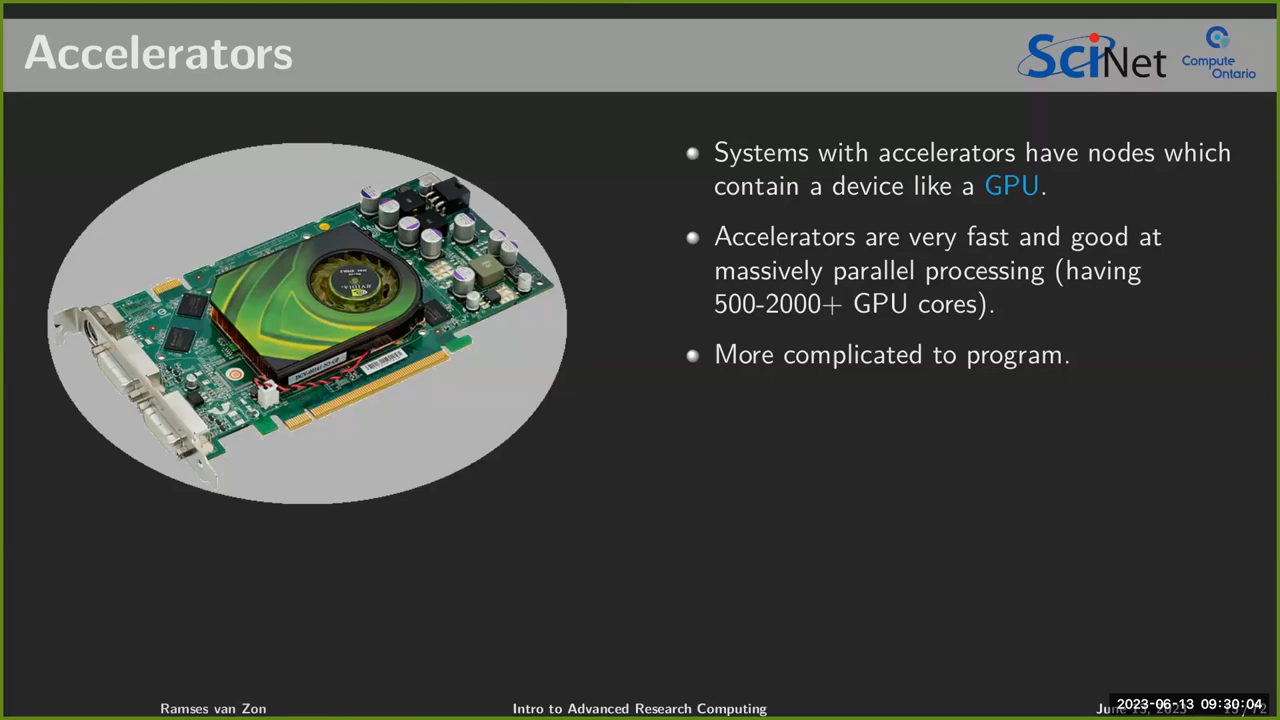 Accelerators
SciNet
Compute
Ontario
Systems with accelerators have nodes which
contain a device like a GPU.
Accelerators are very fast and good at
massively parallel processing (having
500-2000+ GPU cores).
More complicated to program.
NVIDIA
Ramses van Zon
Intro to Advanced Research Computing
2023-06-13 09:30:04